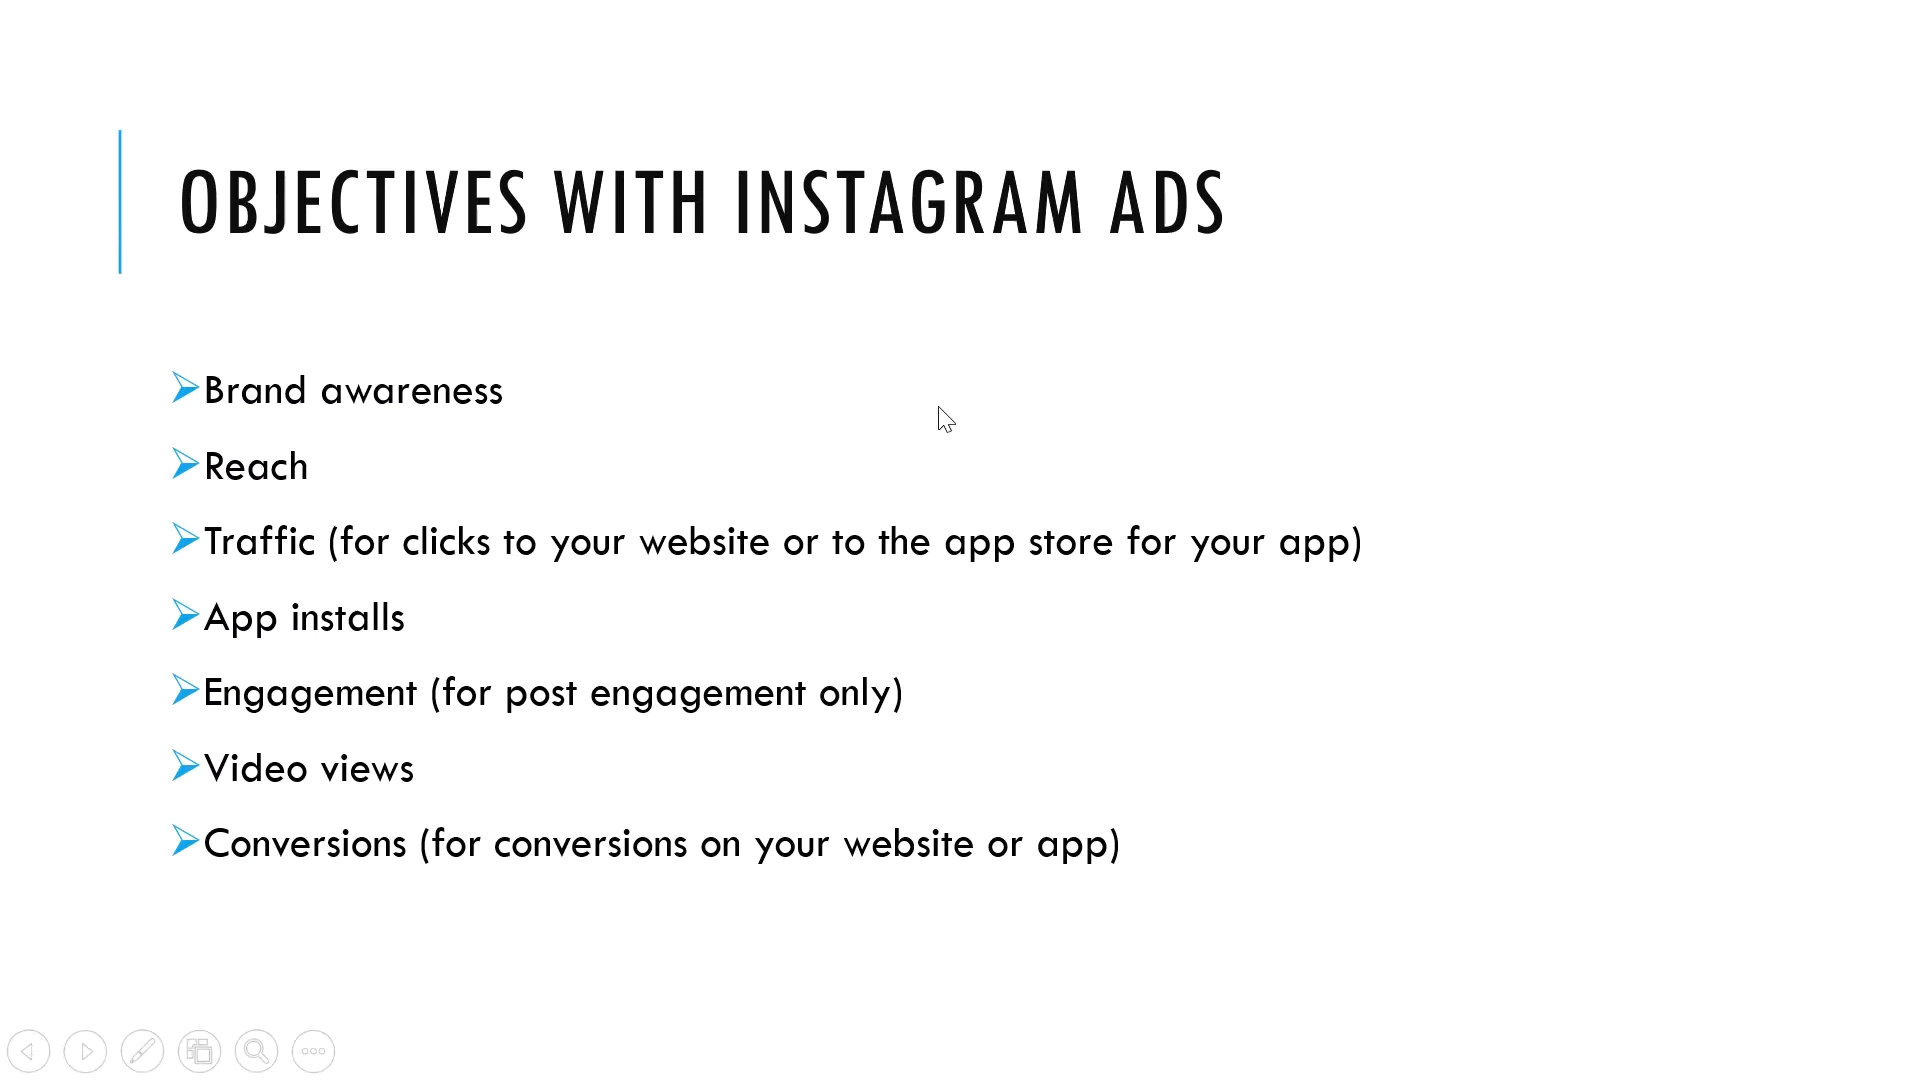 OBJECTIVES WITH INSTAGRAM ADS
Brand awareness
Reach
Traffic (for clicks to your website or to the app store for your app)
App installs
Engagement (for post engagement only)
Video views
Conversions (for conversions on your website or app)